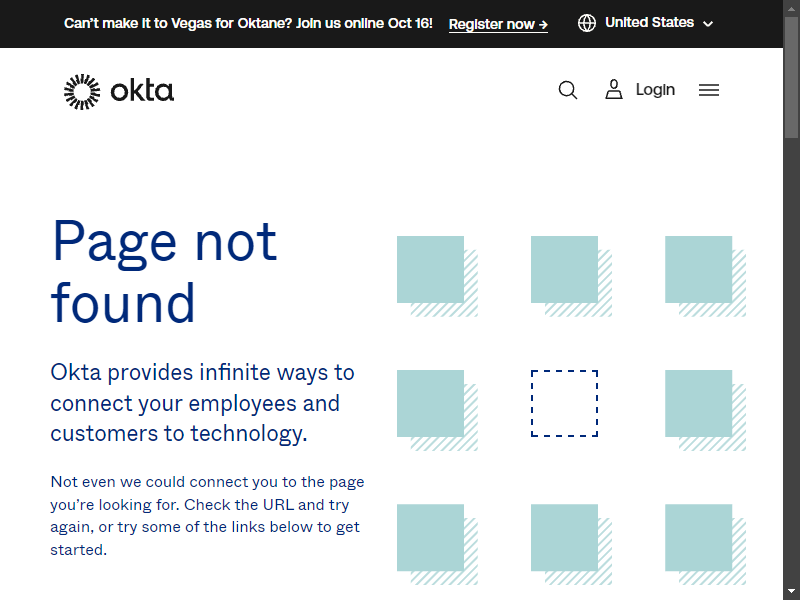 Can't make it to Vegas for Oktane? Join us online Oct 16! Register now → United States
okta Login
Page not
found
Okta provides infinite ways to
connect your employees and
customers to technology.
Not even we could connect you to the page
you're looking for. Check the URL and try
again, or try some of the links below to get
started.